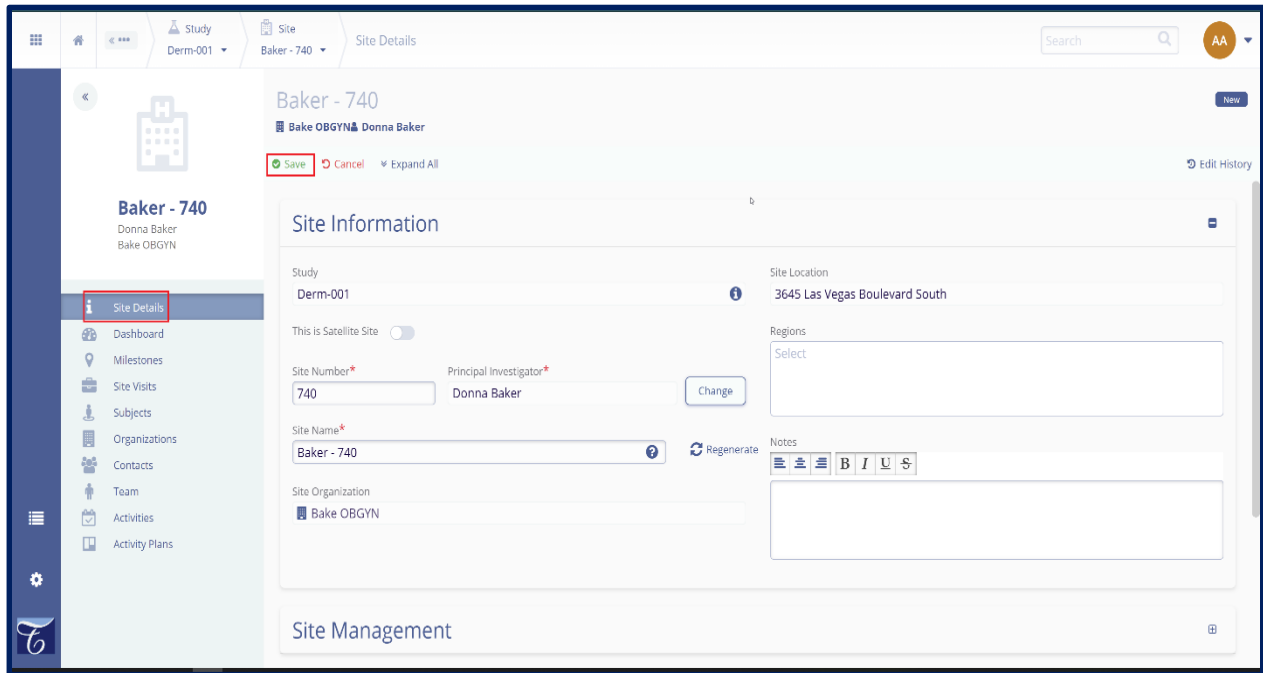 Study
Derm-001
Site
Baker - 740
Site Details
Search
AA
Baker - 740
Donna Baker
Bake OBGYN
Site Details
Dashboard
Milestones
Site Visits
Subjects
Organizations
Contacts
Team
Activities
Activity Plans
Baker - 740
New
Bake OBGYN Donna Baker
Save Cancel Expand All
Edit History
Site Information
Study
Derm-001
This is Satellite Site
Site Number*
740
Principal Investigator*
Donna Baker
Change
Site Name*
Baker - 740
Regenerate
Site Organization
Bake OBGYN
Site Location
3645 Las Vegas Boulevard South
Regions
Select
Notes
B I U S
Site Management